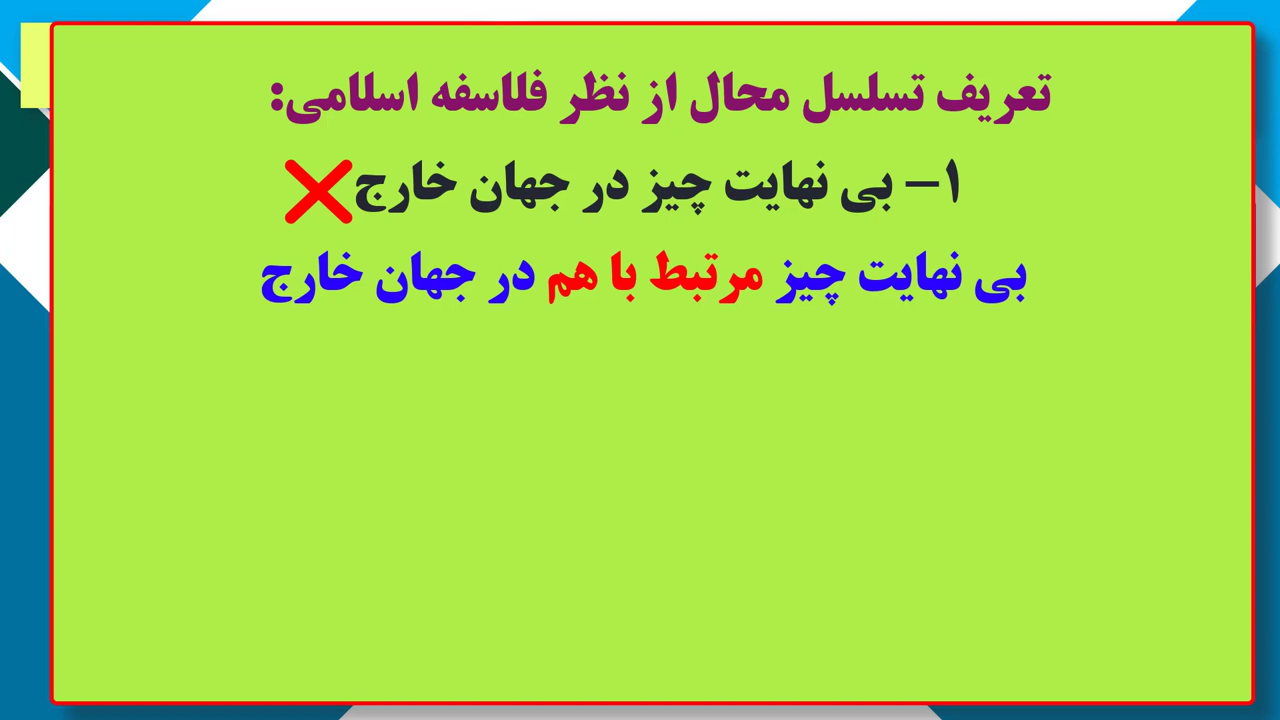 تعریف تسلسل محال از نظر فلاسفه اسلامی:
۱- بی نهایت چیز در جهان خارج
بی نهایت چیز مرتبط با هم در جهان خارج